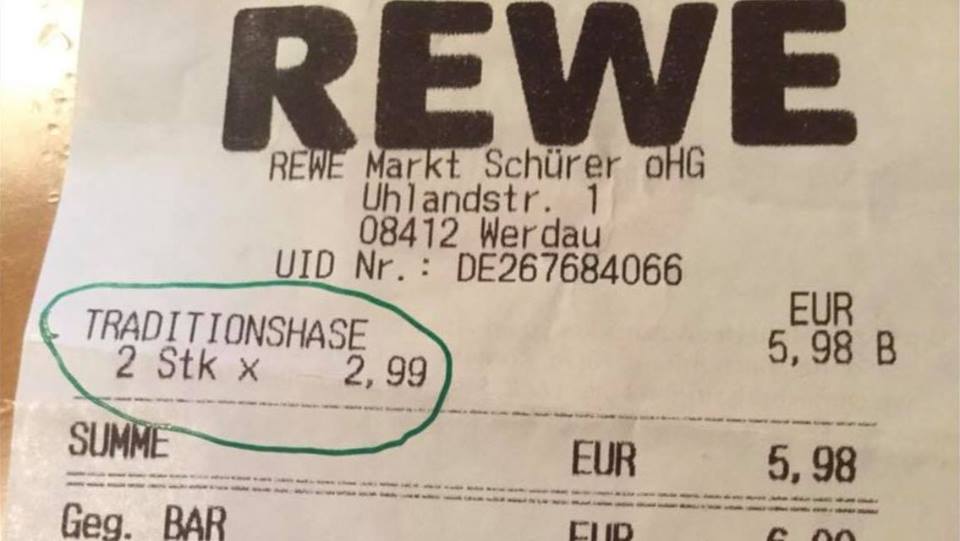 REWE
REWE Markt Schürer oHG
Uhlandstr. 1
08412 Werdau
UID Nr.: DE267684066
EUR
TRADITIONSHASE 5,98 B
2 Stk x 2,99
SUMME EUR 5,98
Geg. BAR EUR